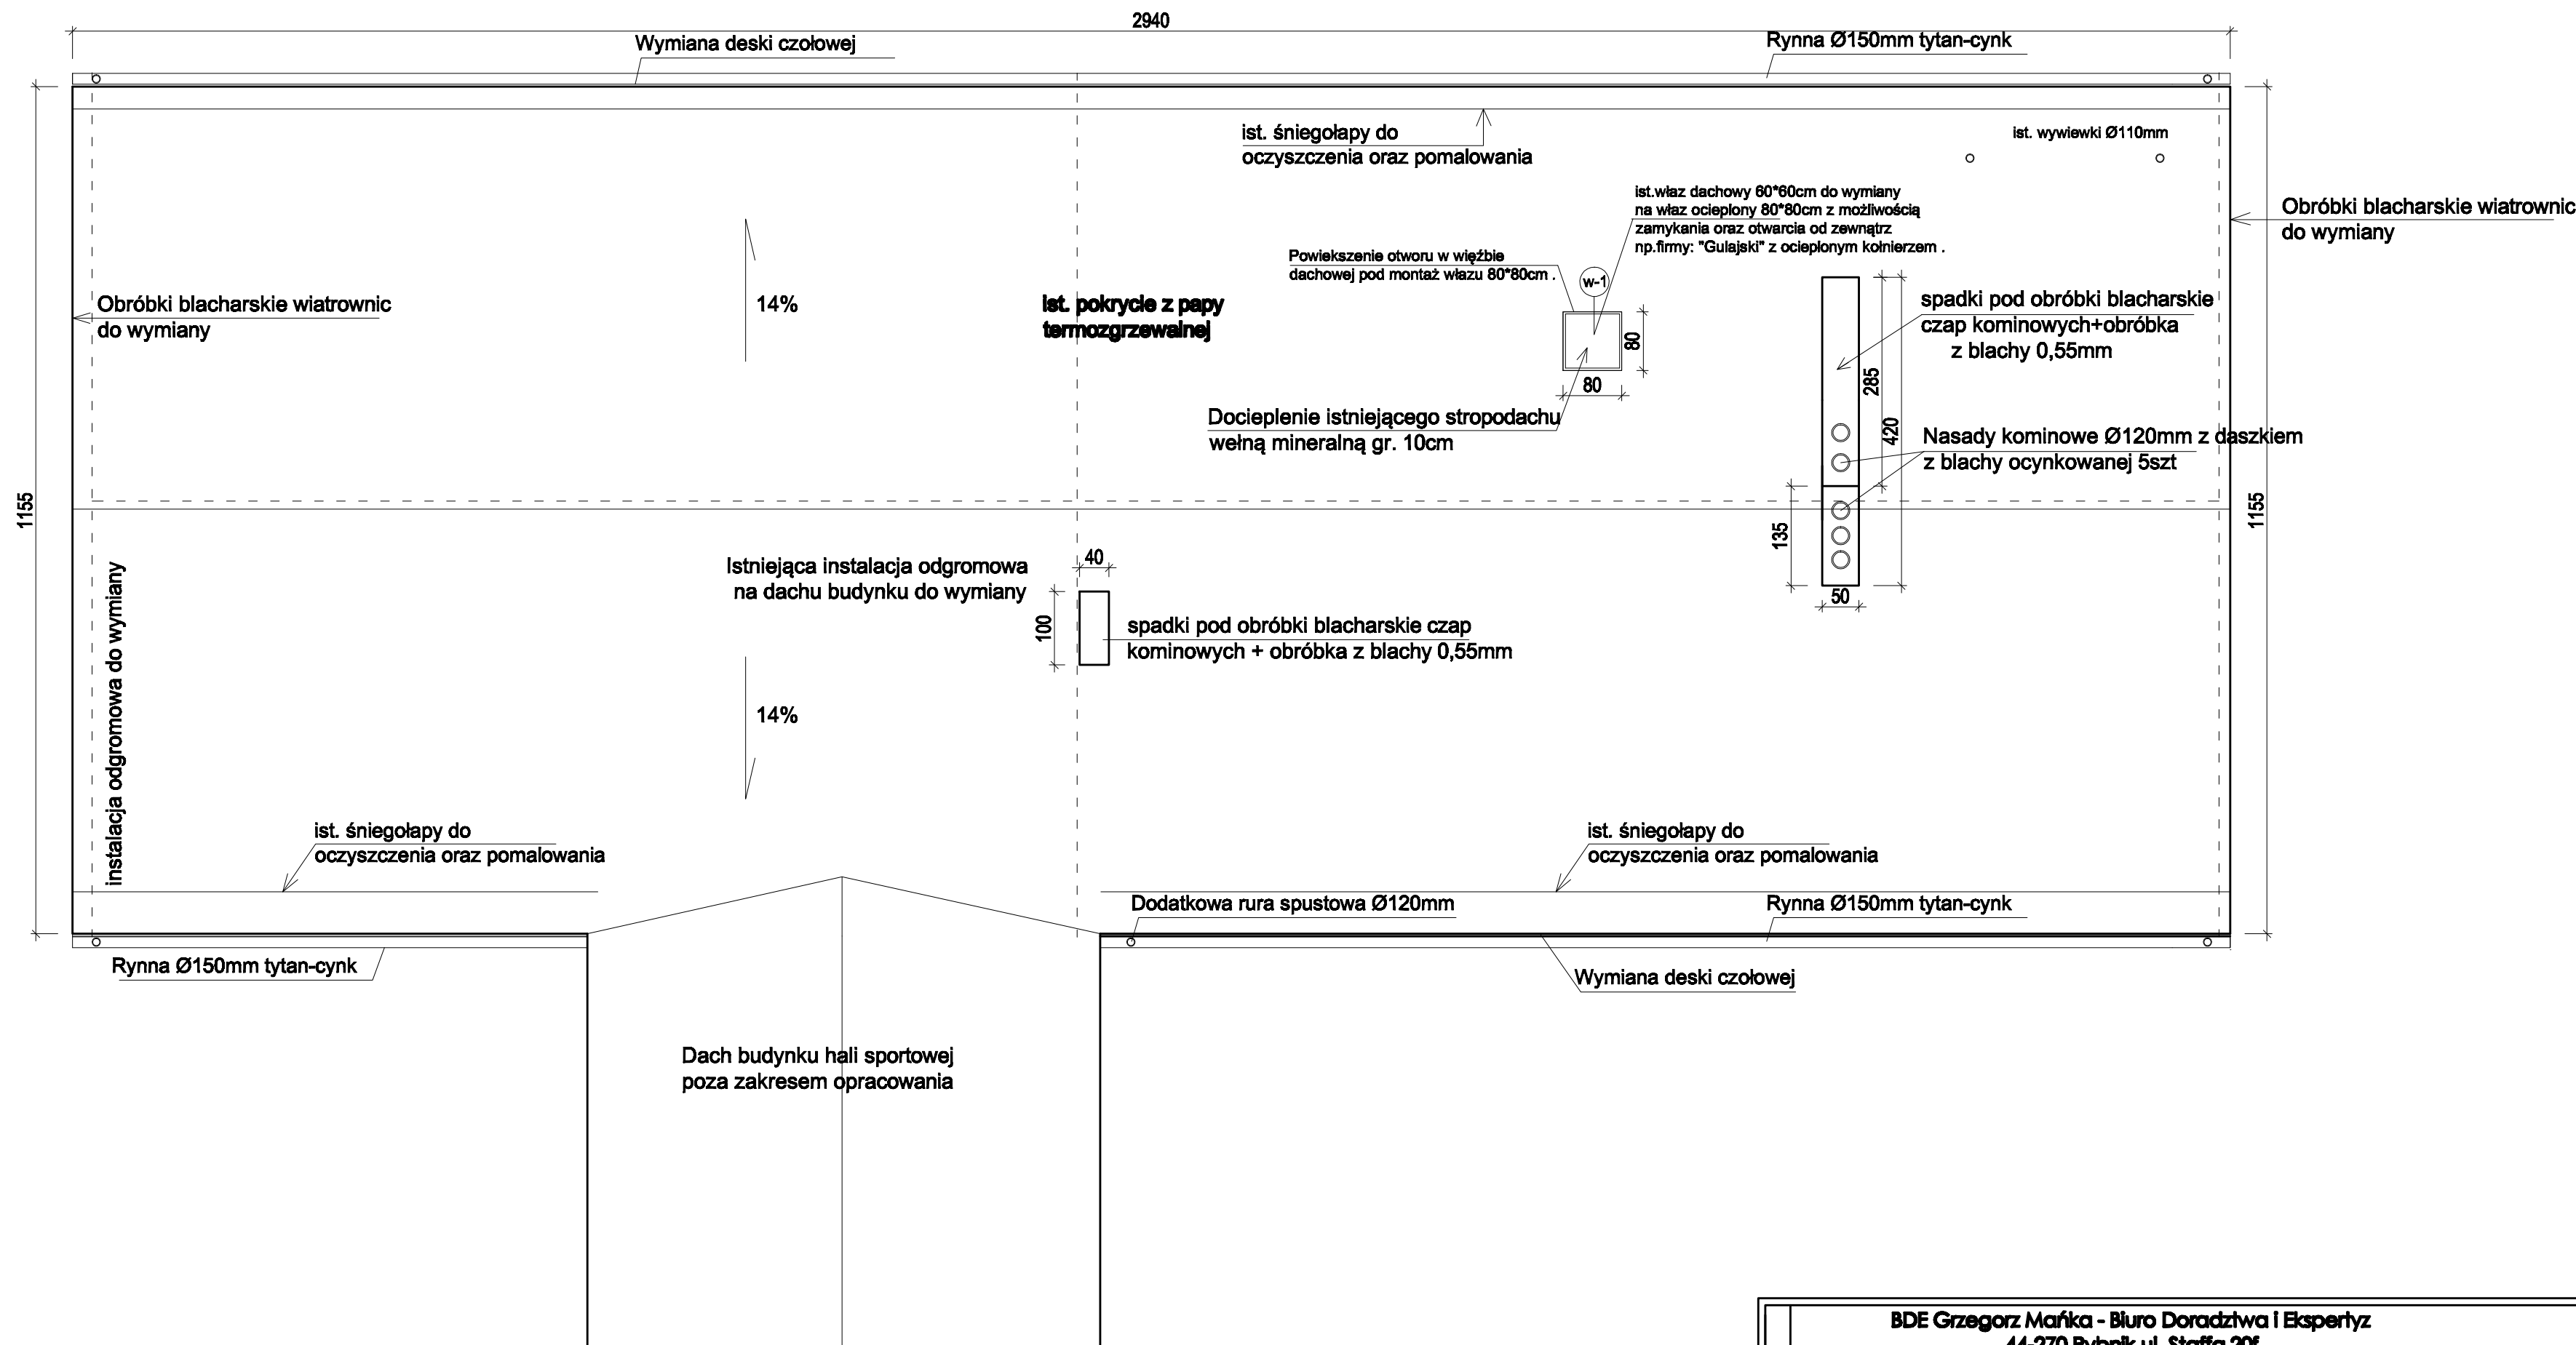 2940
Wymiana deski czołowej
Rynna Ø150mm tytan-cynk
ist. śniegołapy do
oczyszczenia oraz pomalowania
ist. wywiewki Ø110mm
ist.właz dachowy 60*60cm do wymiany
na właz ocieplony 80*80cm z możliwością
zamykania oraz otwarcia od zewnątrz
np.firmy: "Gulajski" z ocieplonym kołnierzem .
Obróbki blacharskie wiatrownic
do wymiany
Powiekszenie otworu w więźbie
dachowej pod montaż włazu 80*80cm .
w-1
Obróbki blacharskie wiatrownic
do wymiany
14%
ist. pokrycie z papy
termozgrzewalnej
80
80
spadki pod obróbki blacharskie
czap kominowych+obróbka
z blachy 0,55mm
285
420
Docieplenie istniejącego stropodachu
wełną mineralną gr. 10cm
Nasady kominowe Ø120mm z daszkiem
z blachy ocynkowanej 5szt
1155
1155
135
50
Istniejąca instalacja odgromowa
na dachu budynku do wymiany
40
100
spadki pod obróbki blacharskie czap
kominowych + obróbka z blachy 0,55mm
instalacja odgromowa do wymiany
14%
ist. śniegołapy do
oczyszczenia oraz pomalowania
ist. śniegołapy do
oczyszczenia oraz pomalowania
Dodatkowa rura spustowa Ø120mm
Rynna Ø150mm tytan-cynk
Rynna Ø150mm tytan-cynk
Wymiana deski czołowej
Dach budynku hali sportowej
poza zakresem opracowania
BDE Grzegorz Mańka - Biuro Doradztwa i Ekspertyz
44-270 Rybnik ul. Staffa 20f